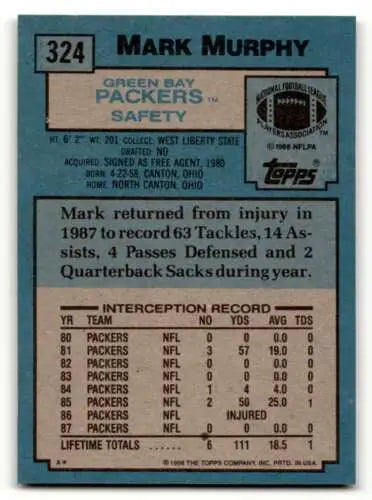 324
MARK MURPHY
GREEN BAY
PACKERS™
SAFETY
NATIONAL FOOTBALL LEAGUE
PLAYERS ASSOCIATION™
©1988 NFLPA
TOPPS®
HT. 6' 2" WT. 201 COLLEGE: WEST LIBERTY STATE
DRAFTED: NO
ACQUIRED: SIGNED AS FREE AGENT, 1980
BORN: 4-22-58, CANTON, OHIO
HOME: NORTH CANTON, OHIO
Mark returned from injury in
1987 to record 63 Tackles, 14 As-
sists, 4 Passes Defensed and 2
Quarterback Sacks during year.
INTERCEPTION RECORD
YR TEAM NO YDS AVG TDS
80 PACKERS NFL 0 0 0.0 0
81 PACKERS NFL 3 57 19.0 0
82 PACKERS NFL 0 0 0.0 0
83 PACKERS NFL 0 0 0.0 0
84 PACKERS NFL 1 4 4.0 0
85 PACKERS NFL 2 50 25.0 1
86 PACKERS NFL INJURED
87 PACKERS NFL 0 0 0.0 0
LIFETIME TOTALS 6 111 18.5 1
A* ©1988 THE TOPPS COMPANY, INC. PRTD. IN U.S.A.